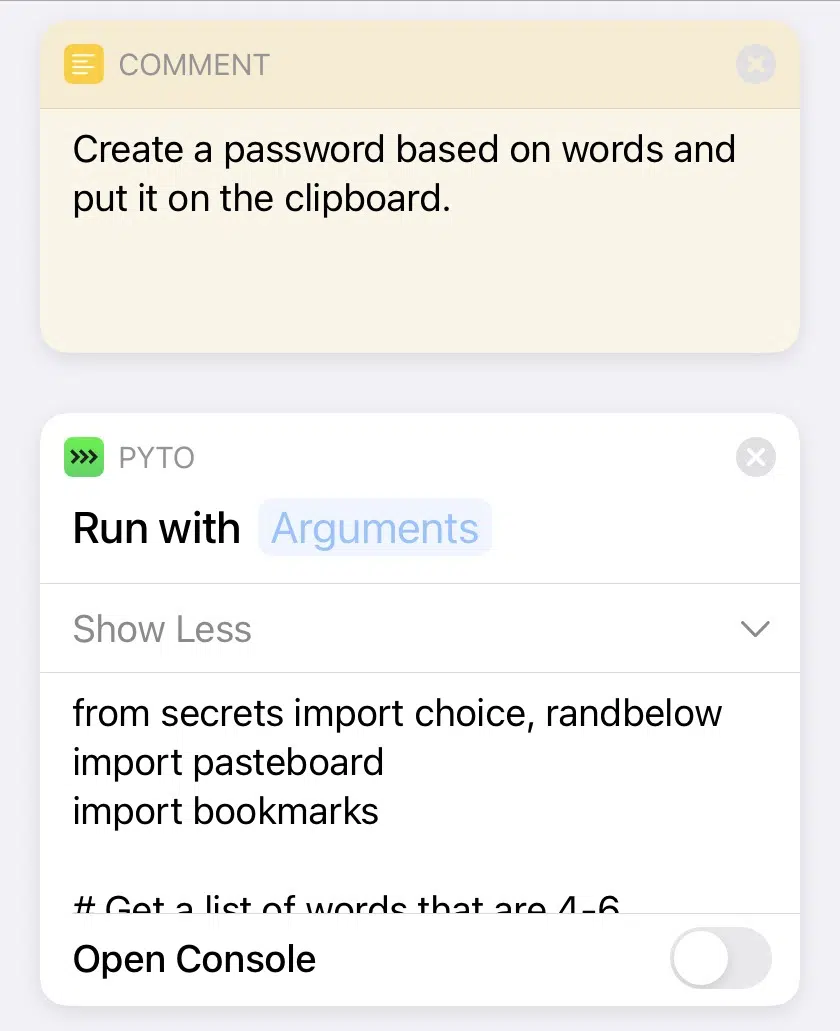 COMMENT
Create a password based on words and
put it on the clipboard.
PYTO
Run with Arguments
Show Less
from secrets import choice, randbelow
import pasteboard
import bookmarks
# Get a list of words that are 4-6
Open Console